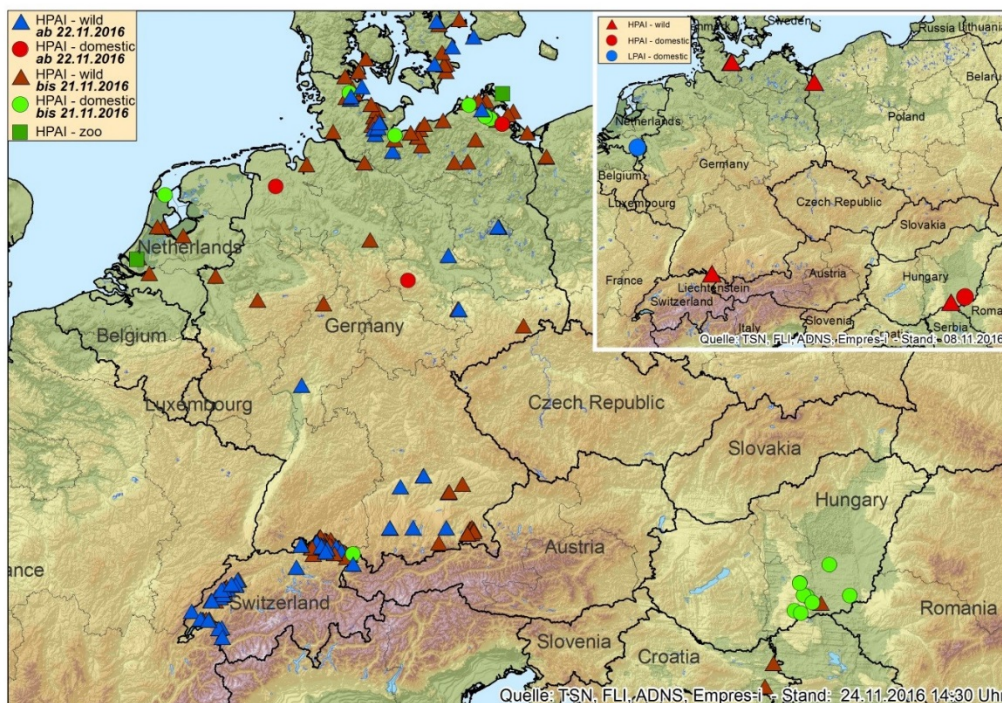 HPAI - wild
ab 22.11.2016
HPAI - domestic
ab 22.11.2016
HPAI - wild
bis 21.11.2016
HPAI - domestic
bis 21.11.2016
HPAI - zoo
Netherlands
Belgium
Germany
Luxembourg
Czech Republic
Slovakia
Hungary
Austria
ance
Switzerland
Romania
Slovenia
Croatia
Quelle: TSN, FLI, ADNS, Empres-i - Stand: 24.11.2016 14:30 Uhr
HPAI - wild
HPAI - domestic
LPAI - domestic
nmark
Sweden
Russia
Lithuania
Belaru
Netherlands
Poland
Belgium
Germany
Luxembourg
Czech Republic
Slovakia
France
Liechtenstein
Austria
Hungary
Switzerland
Roma
Italy
Slovenia
Croatia
Serbia
Quelle: TSN, FLI, ADNS, Empres-i - Stand: 08.11.2016